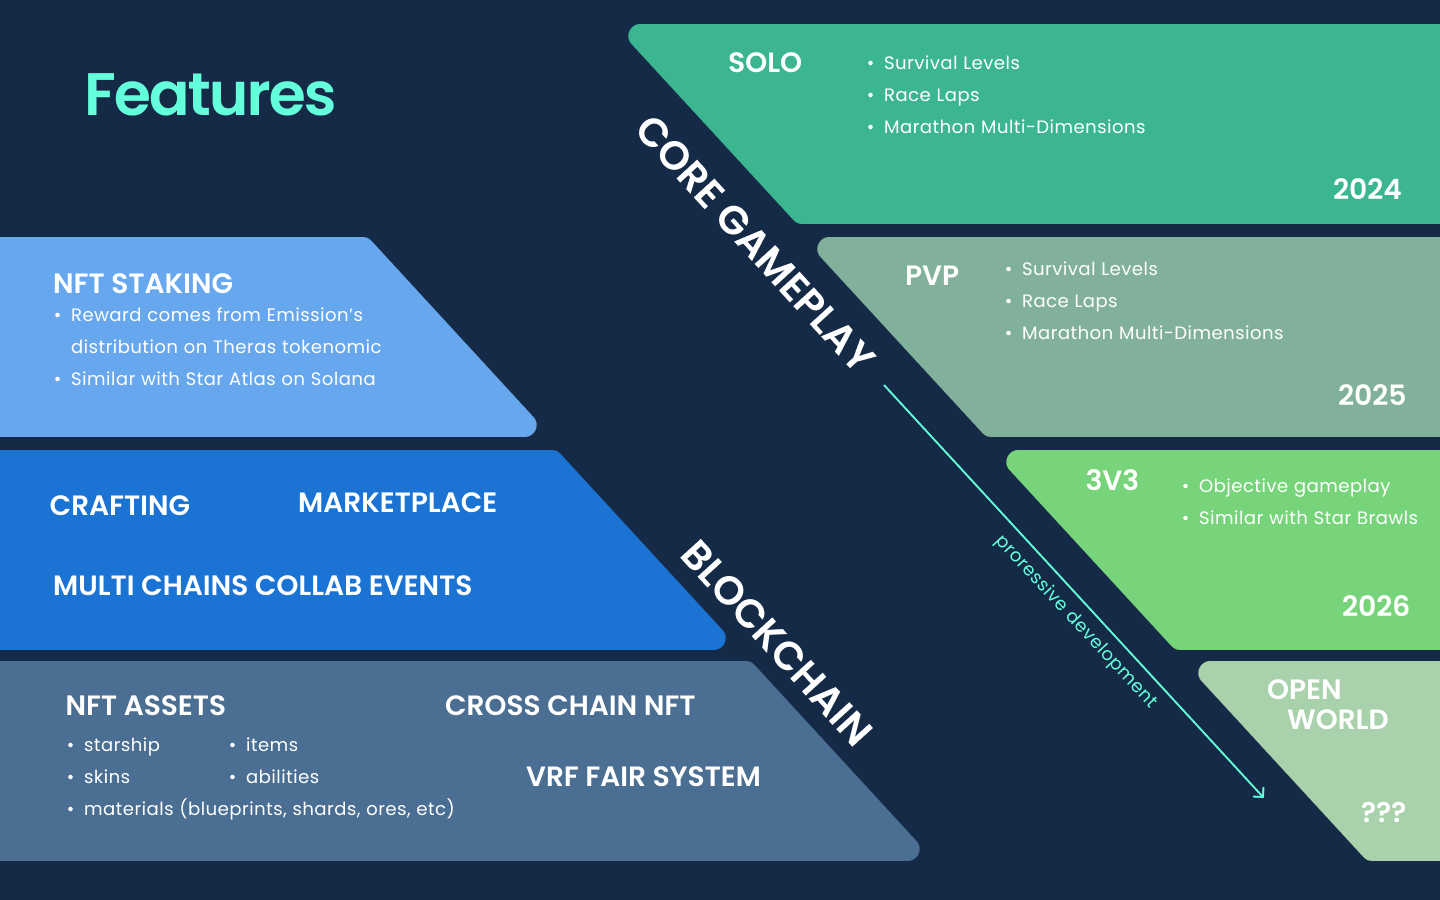 Features
CORE GAMEPLAY
SOLO
• Survival Levels
• Race Laps
• Marathon Multi-Dimensions
2024
PVP
• Survival Levels
• Race Laps
• Marathon Multi-Dimensions
2025
3V3
• Objective gameplay
• Similar with Star Brawls
2026
OPEN
WORLD
???
proressive development
NFT STAKING
• Reward comes from Emission’s
distribution on Theras tokenomic
• Similar with Star Atlas on Solana
CRAFTING
MARKETPLACE
MULTI CHAINS COLLAB EVENTS
BLOCKCHAIN
NFT ASSETS
• starship
• items
• skins
• abilities
• materials (blueprints, shards, ores, etc)
CROSS CHAIN NFT
VRF FAIR SYSTEM